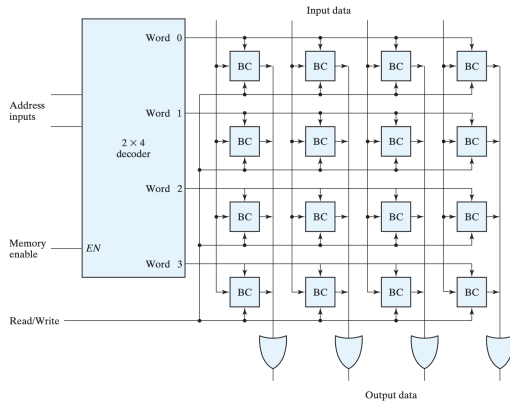 Input data
Word 0
BC BC BC BC
Address
inputs
Word 1
2 × 4
decoder
BC BC BC BC
Word 2
BC BC BC BC
Memory
enable
EN
Word 3
BC BC BC BC
Read/Write
Output data